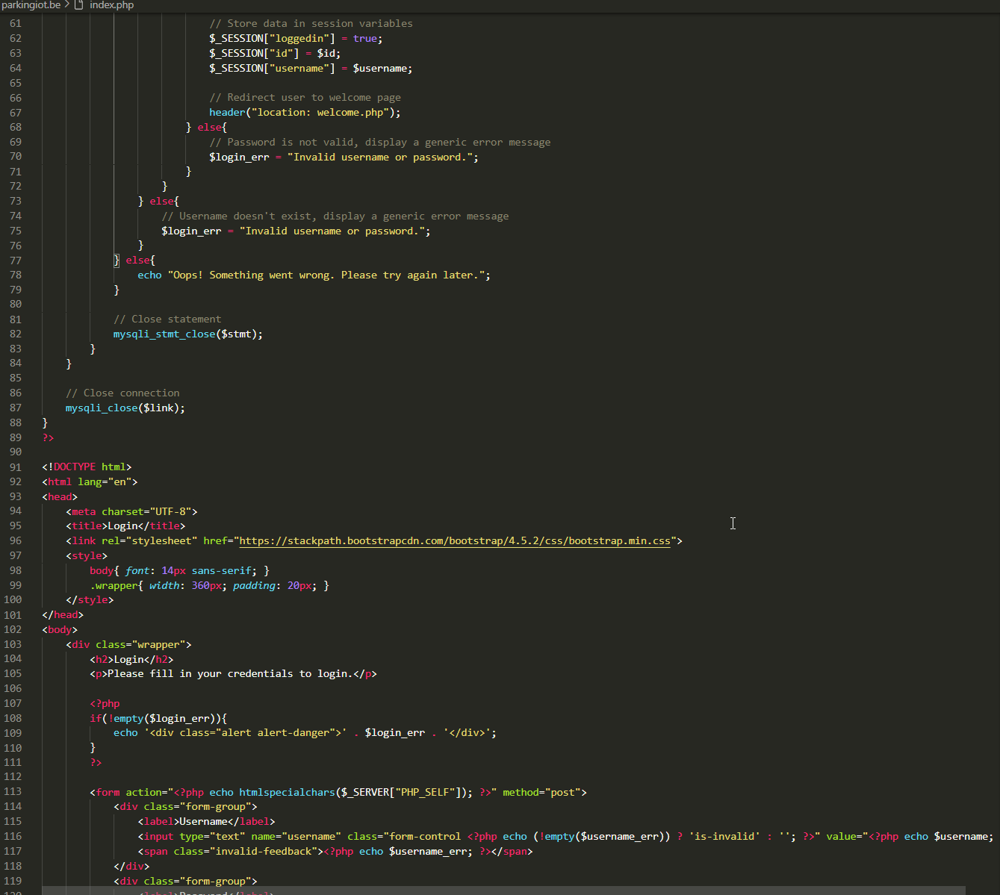 parkingiot.be > index.php
61 // Store data in session variables
62 $_SESSION["loggedin"] = true;
63 $_SESSION["id"] = $id;
64 $_SESSION["username"] = $username;
65
66 // Redirect user to welcome page
67 header("location: welcome.php");
68 } else{
69 // Password is not valid, display a generic error message
70 $login_err = "Invalid username or password.";
71 }
72 }
73 } else{
74 // Username doesn't exist, display a generic error message
75 $login_err = "Invalid username or password.";
76 }
77 } else{
78 echo "Oops! Something went wrong. Please try again later.";
79 }
80
81 // Close statement
82 mysqli_stmt_close($stmt);
83 }
84 }
85
86 // Close connection
87 mysqli_close($link);
88 }
89 ?>
90
91 <!DOCTYPE html>
92 <html lang="en">
93 <head>
94 <meta charset="UTF-8">
95 <title>Login</title>
96 <link rel="stylesheet" href="https://stackpath.bootstrapcdn.com/bootstrap/4.5.2/css/bootstrap.min.css">
97 <style>
98 body{ font: 14px sans-serif; }
99 .wrapper{ width: 360px; padding: 20px; }
100 </style>
101 </head>
102 <body>
103 <div class="wrapper">
104 <h2>Login</h2>
105 <p>Please fill in your credentials to login.</p>
106
107 <?php
108 if(!empty($login_err)){
109 echo '<div class="alert alert-danger">' . $login_err . '</div>';
110 }
111 ?>
112
113 <form action="<?php echo htmlspecialchars($_SERVER["PHP_SELF"]); ?>" method="post">
114 <div class="form-group">
115 <label>Username</label>
116 <input type="text" name="username" class="form-control <?php echo (!empty($username_err)) ? 'is-invalid' : ''; ?>" value="<?php echo $username;
117 <span class="invalid-feedback"><?php echo $username_err; ?></span>
118 </div>
119 <div class="form-group">
120 <label>Password</label>